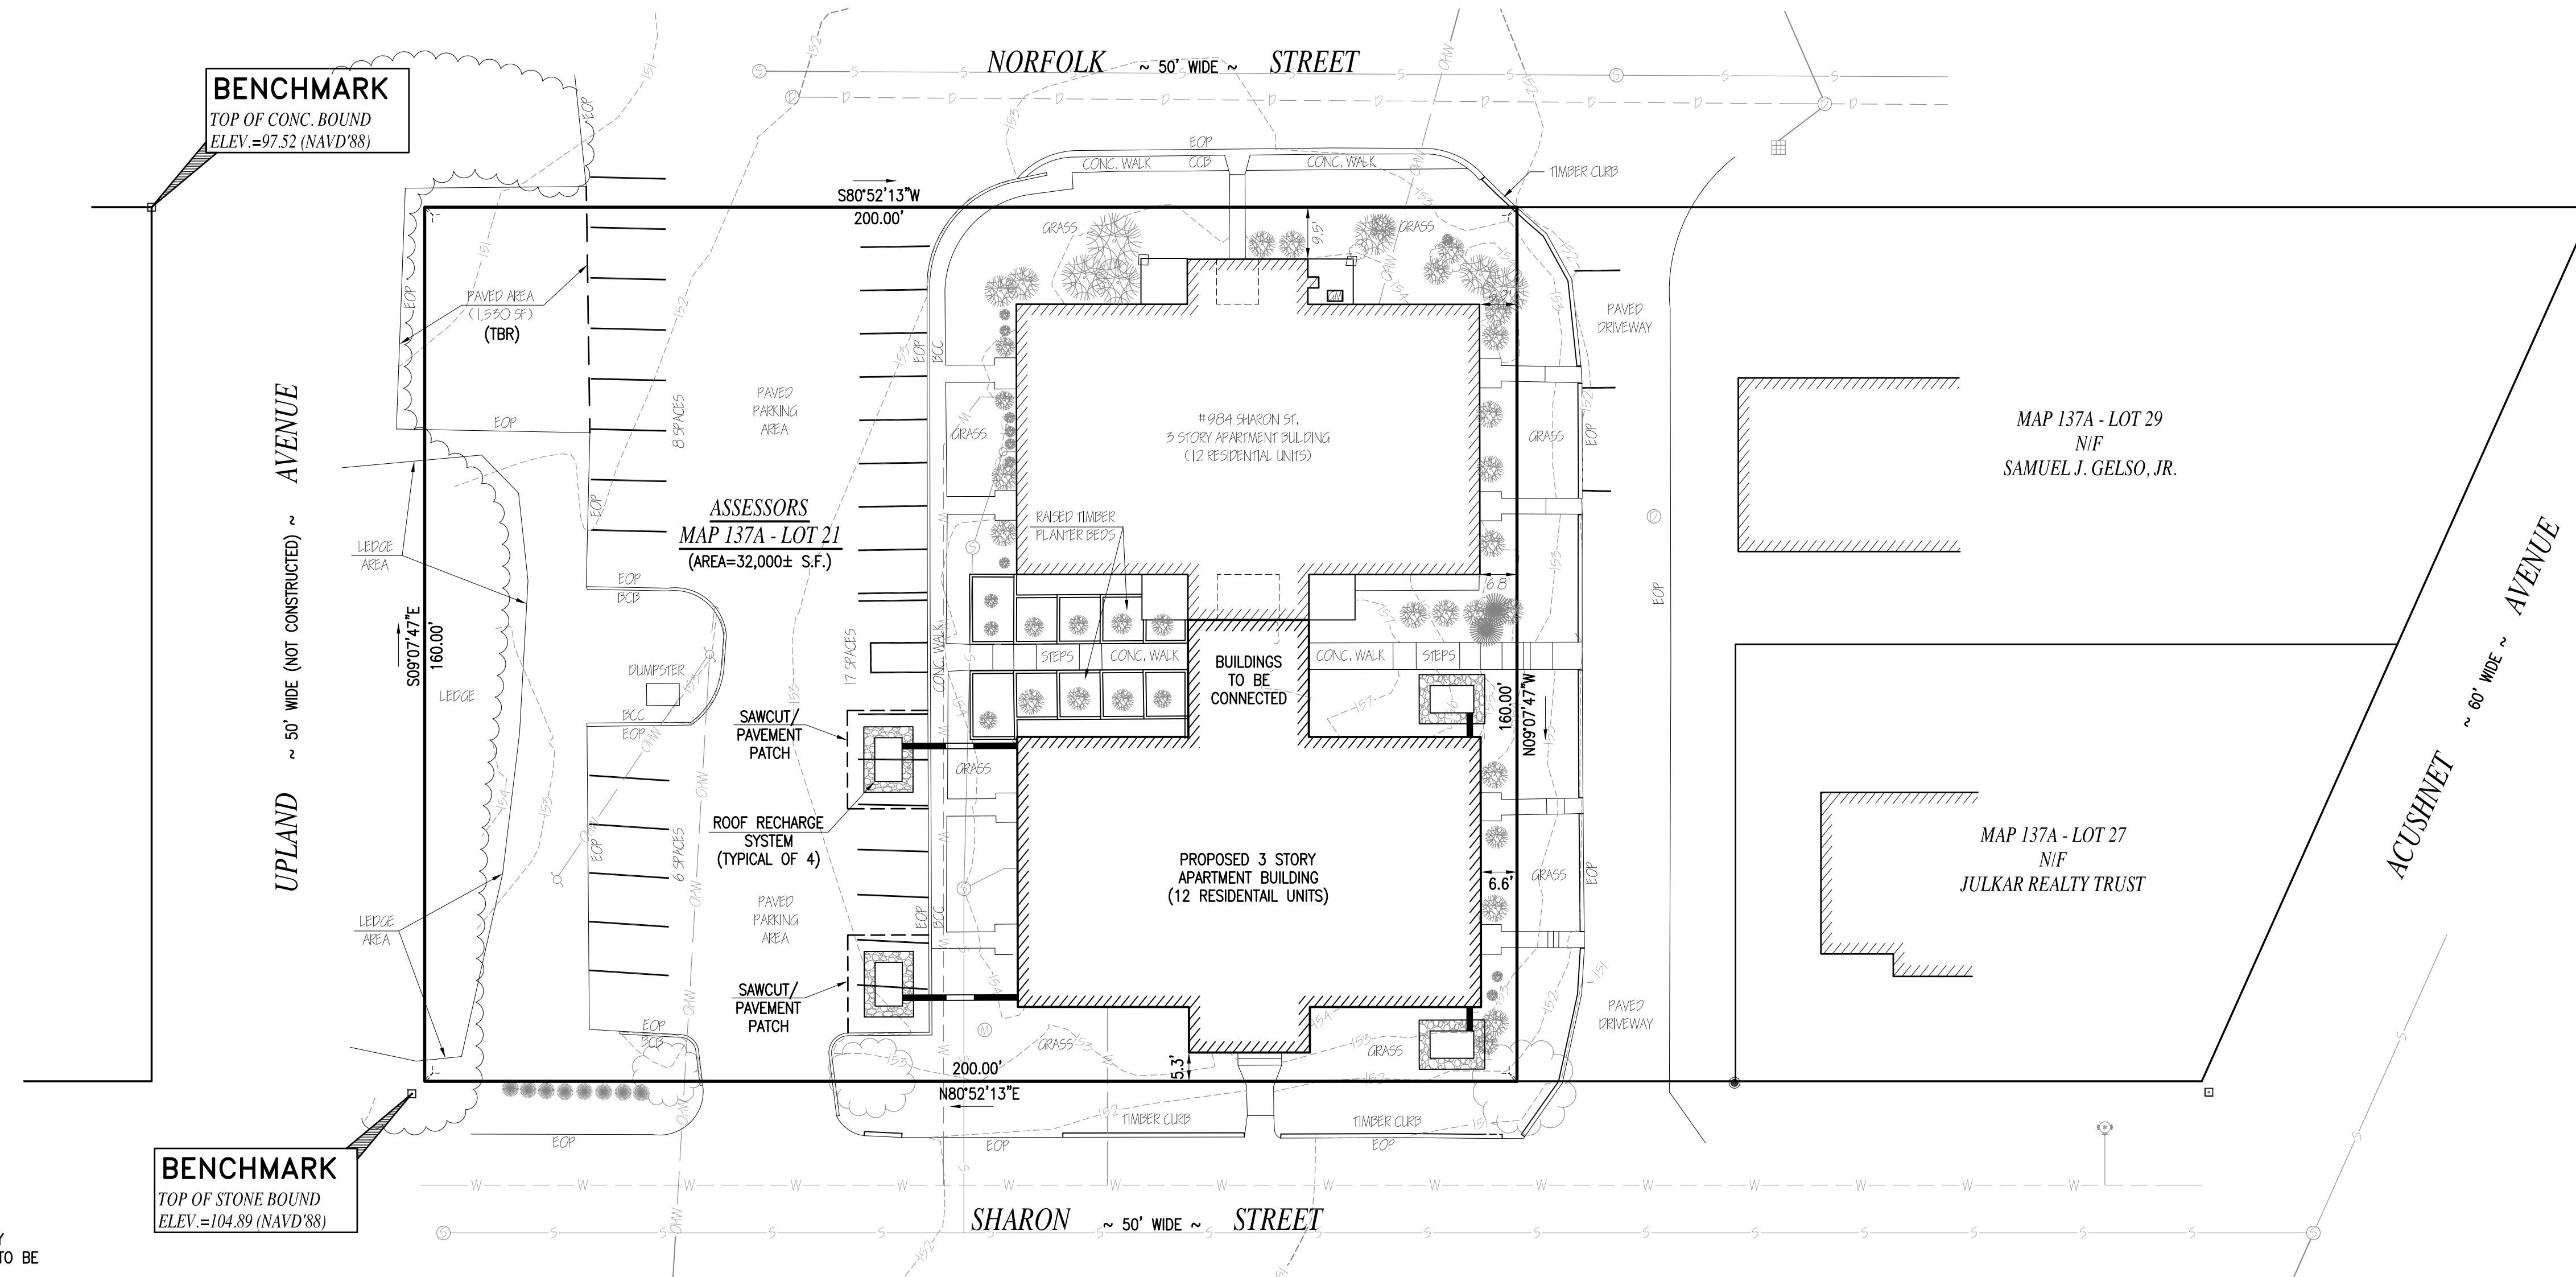 NORFOLK ~ 50' WIDE ~ STREET
BENCHMARK
TOP OF CONC. BOUND
ELEV.=97.52 (NAVD'88)
EOP
CONC. WALK
CCB
CONC. WALK
TIMBER CURB
S80°52'13"W
200.00'
GRASS
9.5'
GRASS
GM
PAVED AREA
(1,530 SF)
(TBR)
EOP
EOP
EOP
PAVED
DRIVEWAY
8 SPACES
PAVED
PARKING
AREA
EOP
BCC
GRASS
#984 SHARON ST.
3 STORY APARTMENT BUILDING
(12 RESIDENTIAL UNITS)
GRASS
EOP
MAP 137A - LOT 29
N/F
SAMUEL J. GELSO, JR.
ASSESSORS
MAP 137A - LOT 21
(AREA=32,000± S.F.)
RAISED TIMBER
PLANTER BEDS
EOP
LEDGE
AREA
UPLAND ~ 50' WIDE (NOT CONSTRUCTED) ~ AVENUE
S09°07'47"E
160.00'
EOP
BCB
6.8'
EOP
17 SPACES
CONC. WALK
STEPS
CONC. WALK
BUILDINGS
TO BE
CONNECTED
CONC. WALK
STEPS
DUMPSTER
LEDGE
BCC
EOP
SAWCUT/
PAVEMENT
PATCH
GRASS
160.00'
N09°07'47"W
ACUSHNET ~ 60' WIDE ~ AVENUE
ROOF RECHARGE
SYSTEM
(TYPICAL OF 4)
EOP
6 SPACES
PAVED
PARKING
AREA
EOP
BCC
PROPOSED 3 STORY
APARTMENT BUILDING
(12 RESIDENTAIL UNITS)
6.6'
GRASS
EOP
MAP 137A - LOT 27
N/F
JULKAR REALTY TRUST
LEDGE
AREA
SAWCUT/
PAVEMENT
PATCH
PAVED
DRIVEWAY
EOP
BCB
GRASS
GRASS
5.3'
200.00'
N80°52'13"E
TIMBER CURB
TIMBER CURB
EOP
EOP
EOP
BENCHMARK
TOP OF STONE BOUND
ELEV.=104.89 (NAVD'88)
SHARON ~ 50' WIDE ~ STREET
TO BE